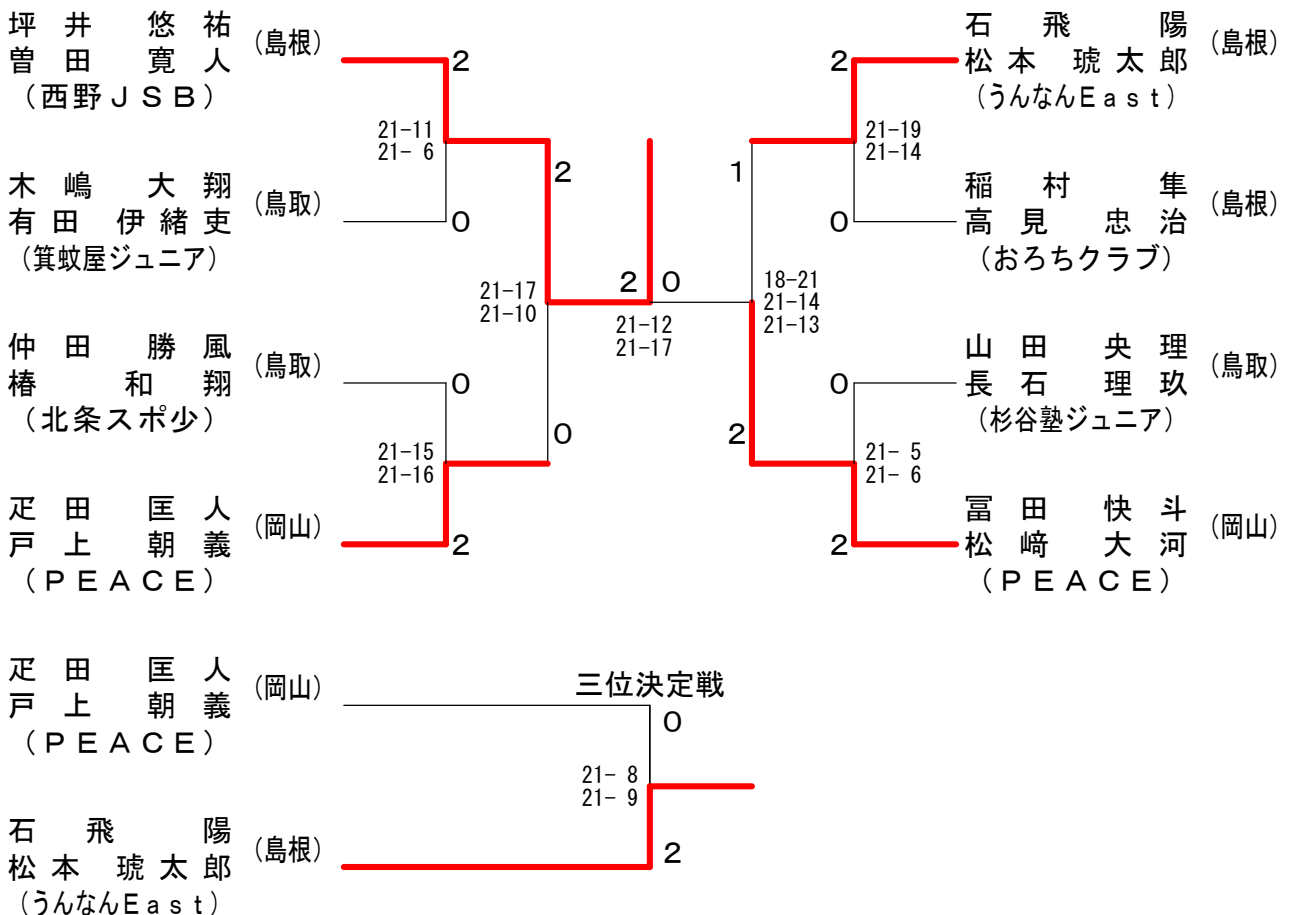 坪井 悠祐
曽田 寛人
(島根)
(西野JSB)
2
21-11
21- 6
木嶋 大翔
有田 伊緒吏
(鳥取)
(箕蚊屋ジュニア)
0
2
21-17
21-10
仲田 勝風
椿 和翔
(鳥取)
(北条スポ少)
0
21-15
21-16
0
疋田 匡人
戸上 朝義
(岡山)
(PEACE)
2
2 0
21-12
21-17
石飛 陽
松本 琥太郎
(島根)
(うんなんEast)
2
21-19
21-14
1
稲村 隼
高見 忠治
(島根)
(おろちクラブ)
0
18-21
21-14
21-13
山田 央理
長石 理玖
(鳥取)
(杉谷塾ジュニア)
0
2
21- 5
21- 6
冨田 快斗
松﨑 大河
(岡山)
(PEACE)
2
疋田 匡人
戸上 朝義
(岡山)
(PEACE)
三位決定戦
0
21- 8
21- 9
石飛 陽
松本 琥太郎
(島根)
(うんなんEast)
2